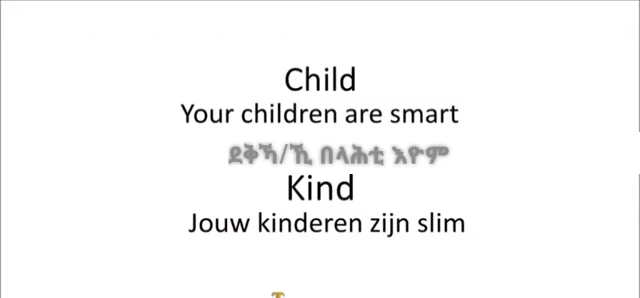 Child
Your children are smart
ደቅኻ/ኺ በላሕቲ እዮም
Kind
Jouw kinderen zijn slim